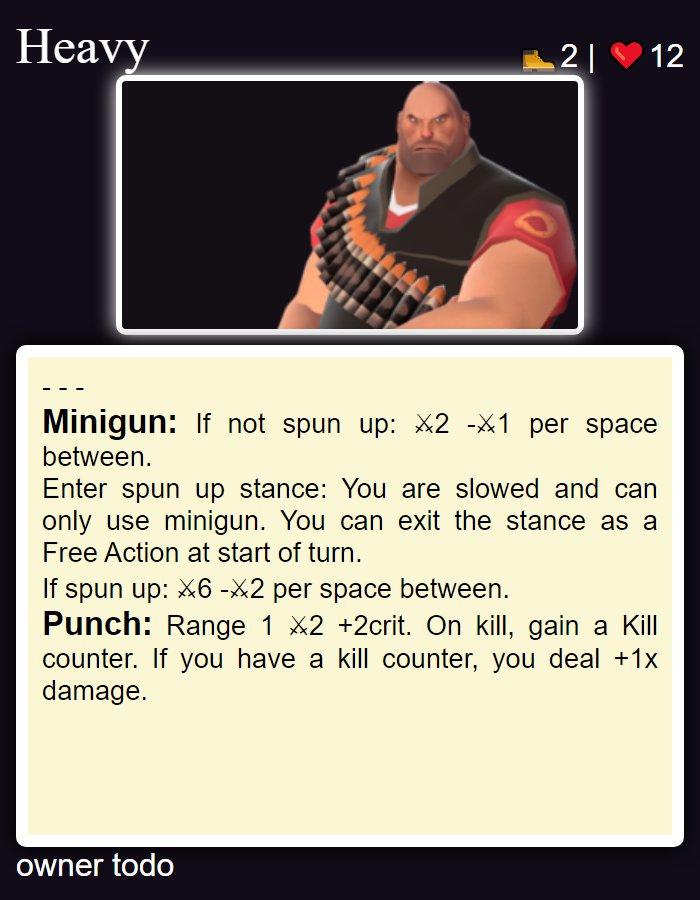 Heavy
🥾2 | ❤️12
- - -
Minigun: If not spun up: ⚔2 -⚔1 per space
between.
Enter spun up stance: You are slowed and can
only use minigun. You can exit the stance as a
Free Action at start of turn.
If spun up: ⚔6 -⚔2 per space between.
Punch: Range 1 ⚔2 +2crit. On kill, gain a Kill
counter. If you have a kill counter, you deal +1x
damage.
owner todo